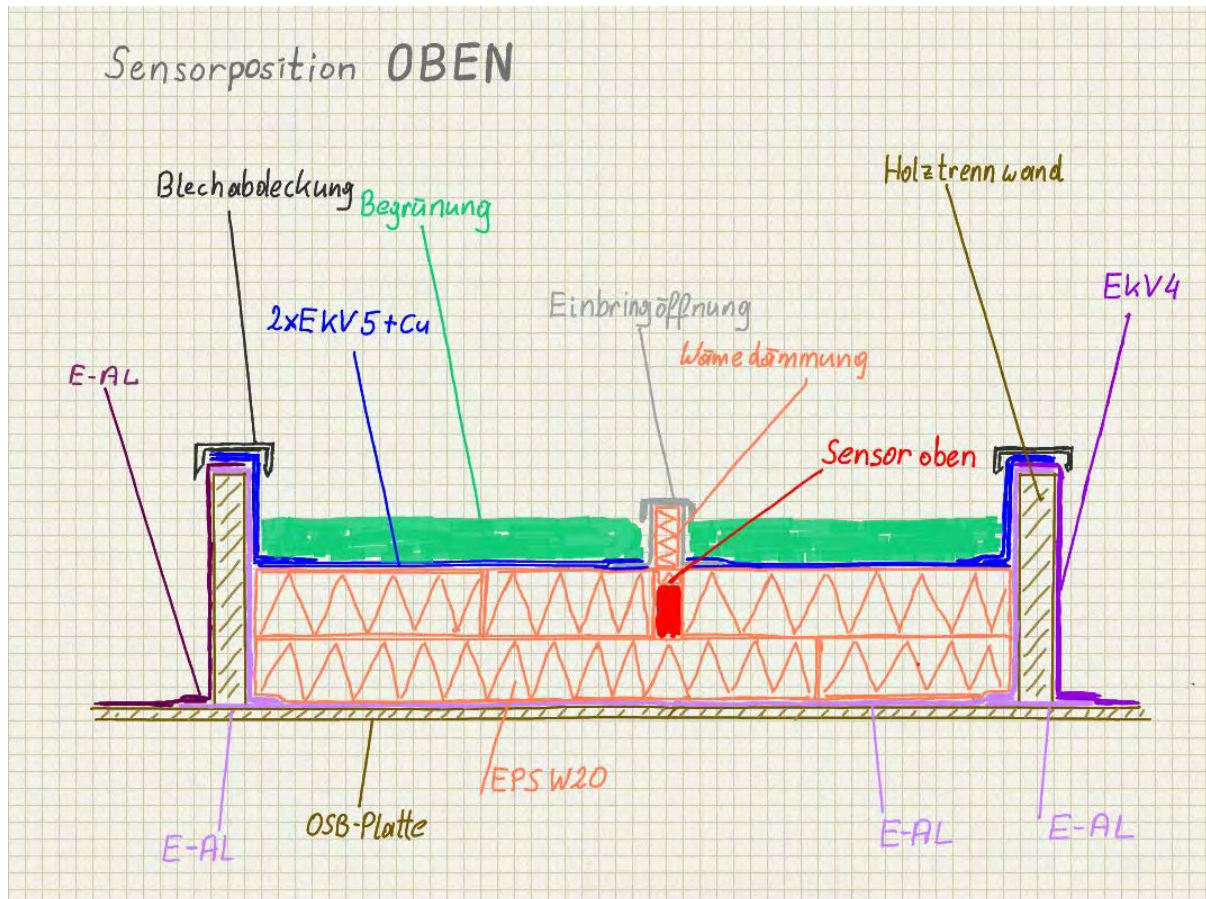 Sensorposition OBEN
Holztrennwand
Blechabdeckung
Begrünung
EKV4
Einbringöffnung
2xEKV5+Cu
Wämedämmung
E-AL
Sensor oben
EPS W20
OSB-Platte
E-AL
E-AL
E-AL